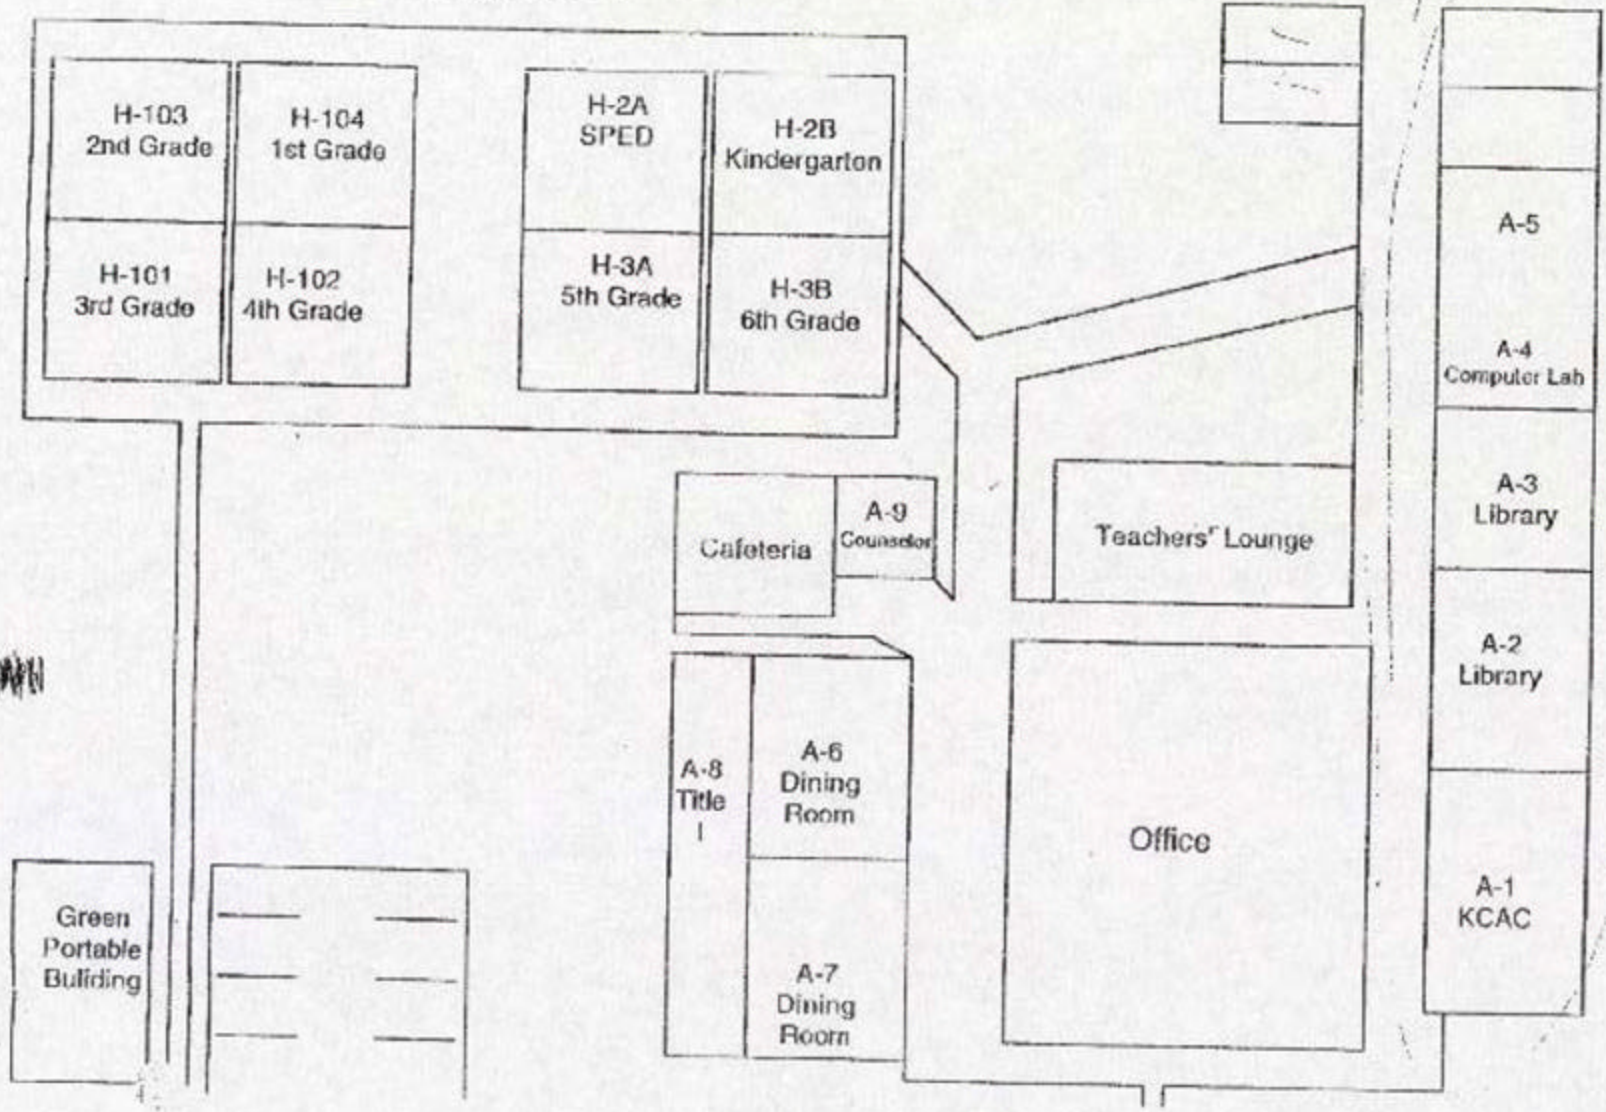 H-103
2nd Grade
H-104
1st Grade
H-2A
SPED
H-2B
Kindergarton
H-101
3rd Grade
H-102
4th Grade
H-3A
5th Grade
H-3B
6th Grade
A-5
A-4
Computer Lab
A-3
Library
A-2
Library
A-1
KCAC
Cafeteria
A-9
Counselor
Teachers' Lounge
A-8
Title
I
A-6
Dining
Room
A-7
Dining
Room
Office
Green
Portable
Buliding